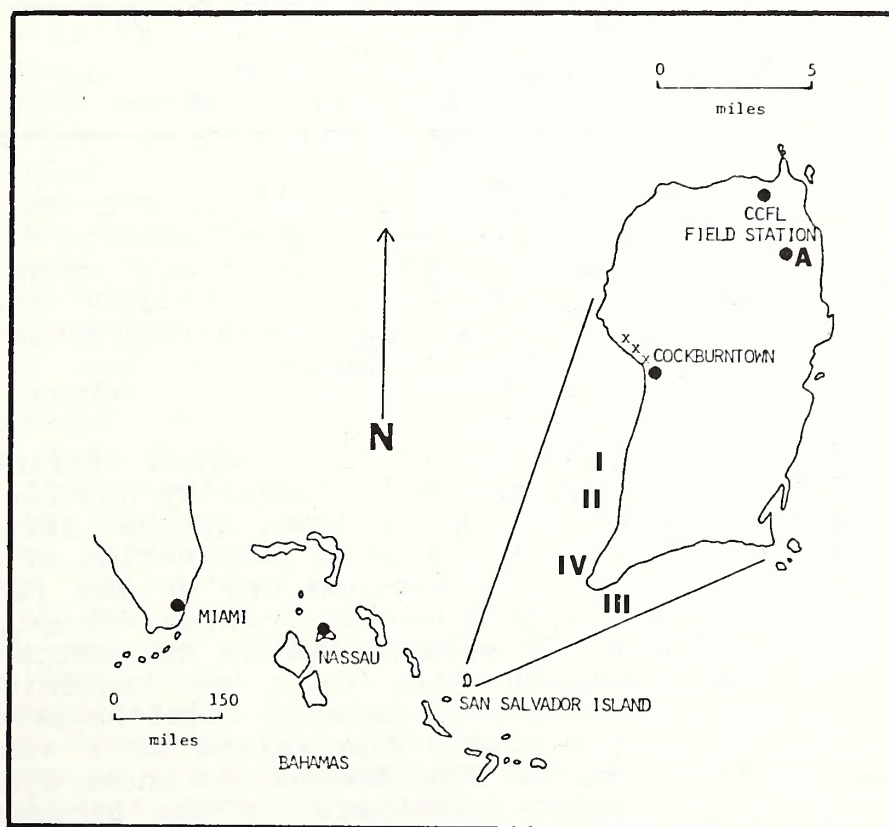 0 5
miles
CCFL
FIELD STATION
A
x x x
COCKBURNTOWN
N
I
II
IV
III
MIAMI
NASSAU
0 150
miles
SAN SALVADOR ISLAND
BAHAMAS